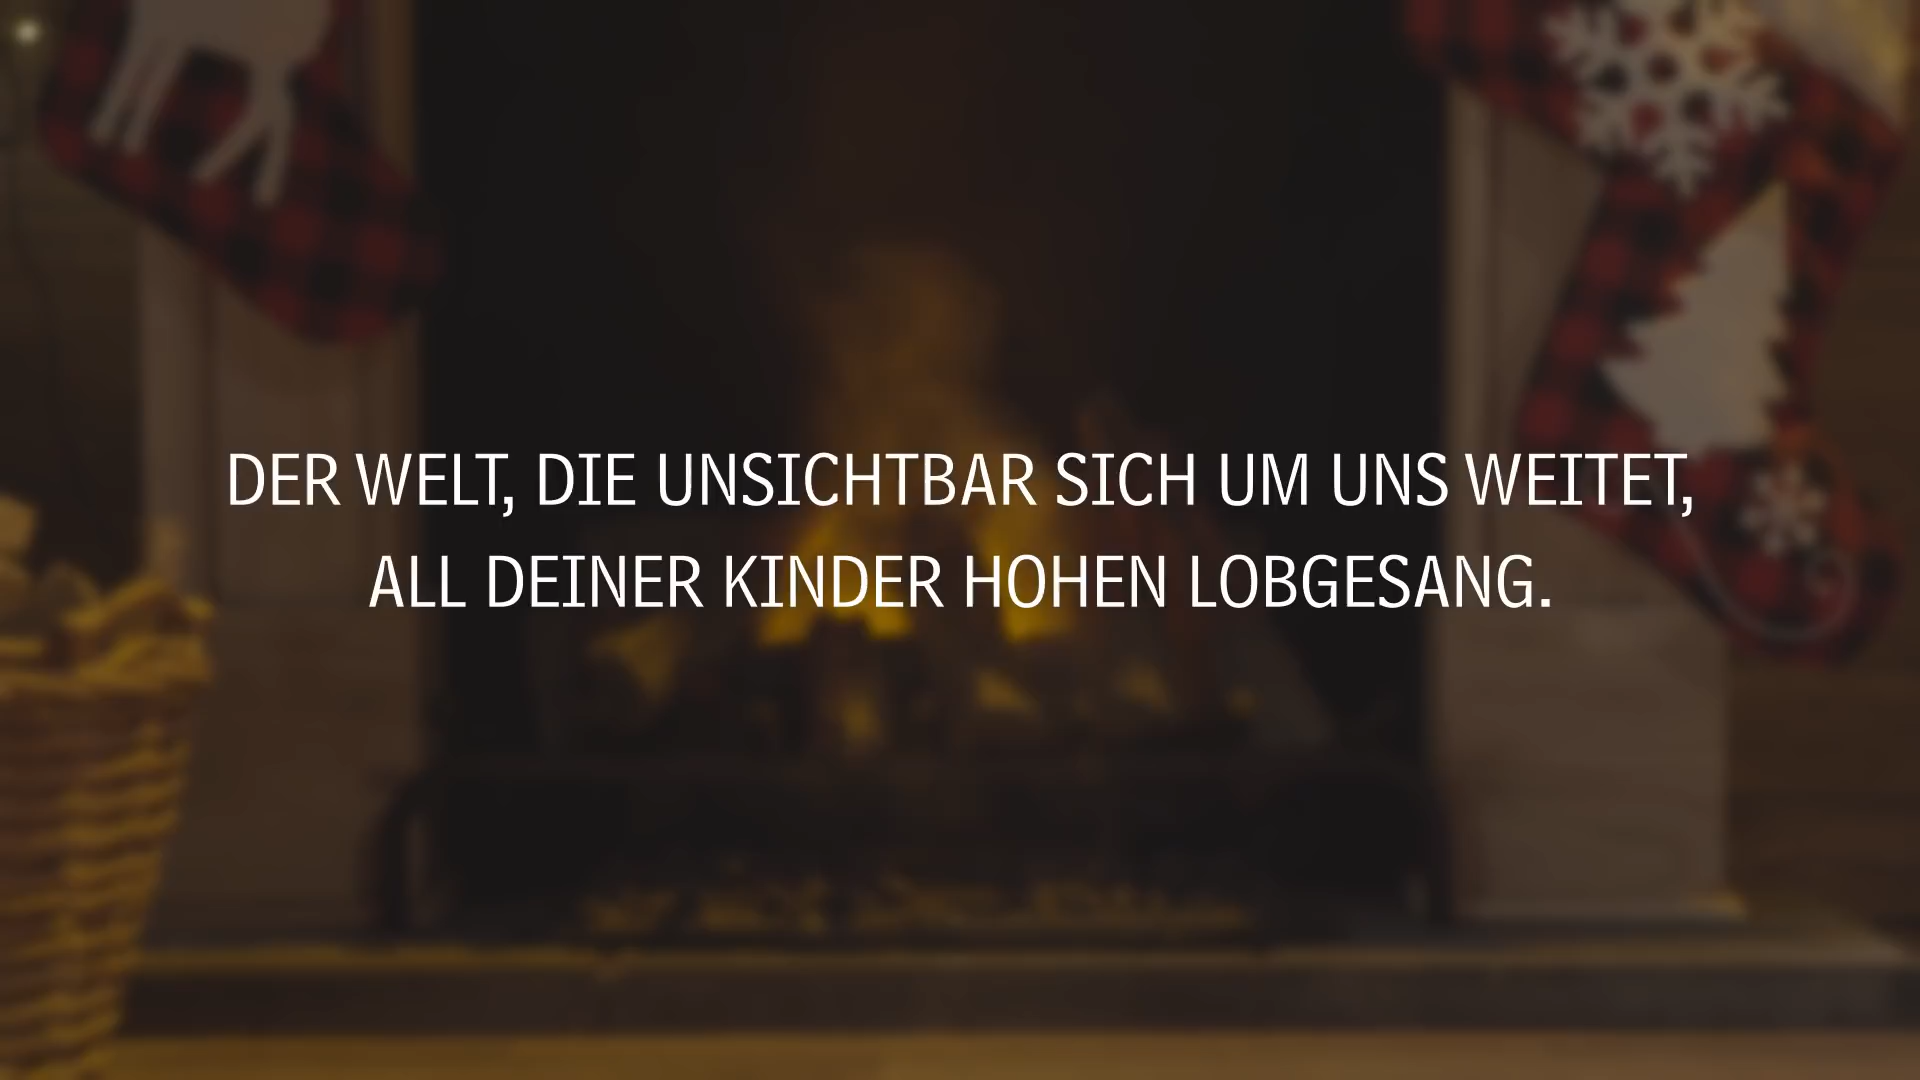 DER WELT, DIE UNSICHTBAR SICH UM UNS WEITET,
ALL DEINER KINDER HOHEN LOBGESANG.